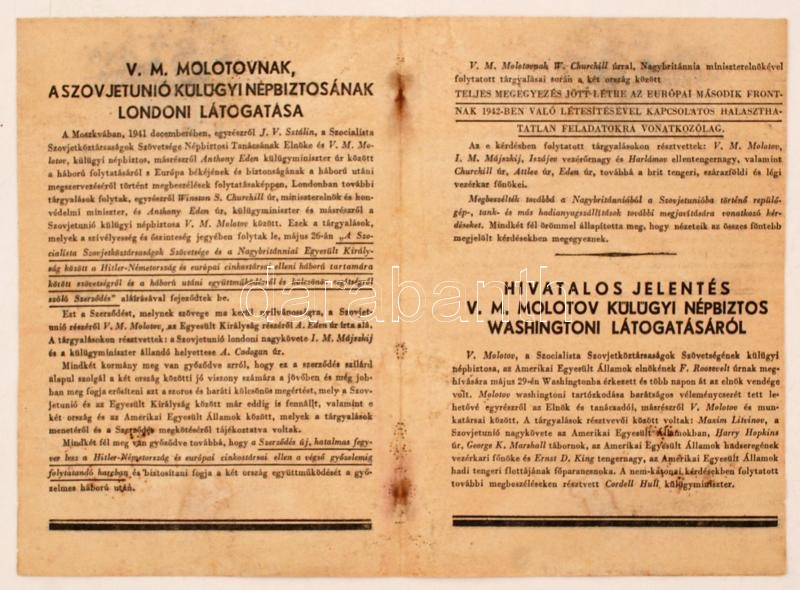 V. M. MOLOTOVNAK,
A SZOVJETUNIÓ KÜLÜGYI NÉPBIZTOSÁNAK
LONDONI LÁTOGATÁSA
A Moszkvában, 1941 decemberében, egyrészről J. V. Sztálin, a Szocialista
Szovjetköztársaságok Szövetsége Népbiztosi Tanácsának Elnöke és V. M. Mo-
lotov, külügyi népbiztos, másrészről Anthony Eden külügyminiszter úr között
a háború folytatásáról s Európa békéjének és biztonságának a háború utáni
megszervezéséről történt megbeszélések folytatásaképpen, Londonban további
tárgyalások folytak, egyrészről Winston S. Churchill úr, miniszterelnök és hon-
védelmi miniszter, és Anthony Eden úr, külügyminiszter és másrészről a
Szovjetunió külügyi népbiztosa V. M. Molotov között. Ezek a tárgyalások,
melyek a szívélyesség és őszinteség jegyében folytak le, május 26-án „A Szo-
cialista Szovjetköztársaságok Szövetsége és a Nagybritánniai Egyesült Király-
ság között a Hitler-Németország és európai cinkostársai elleni háború tartamára
kötött szövetségről és a háború utáni együttműködésről és kölcsönös segítségről
szóló Szerződés" aláírásával fejeződtek be.
Ezt a Szerződést, melynek szövege ma kerül nyilvánosságra, a Szovjet-
unió részéről V. M. Molotov, az Egyesült Királyság részéről A. Eden úr írta alá.
A tárgyalásokon résztvettek: a Szovjetunió londoni nagykövete I. M. Májszkij
és a külügyminiszter állandó helyettese A. Cadogan úr.
Mindkét kormány meg van győződve arról, hogy ez a szerződés szilárd
alapul szolgál a két ország közötti jó viszony számára a jövőben és még job-
ban meg fogja erősíteni azt a szoros és baráti kölcsönös megértést, mely a Szov-
jetunió és az Egyesült Királyság között már eddig is fennállt, valamint e
két ország és az Amerikai Egyesült Államok között, melyek a tárgyalások
menetéről és a Szerződés megkötéséről tájékoztatva voltak.
Mindkét fél meg van győződve továbbá, hogy a Szerződés új, hatalmas fegy-
ver lesz a Hitler-Németország és európai cinkostársai ellen a végső győzelemig
folytatandó harcban és biztosítani fogja a két ország együttműködését a győ-
zelmes háború után.
V. M. Molotovnak W. Churchill úrral, Nagybritánnia miniszterelnökével
folytatott tárgyalásai során a két ország között
TELJES MEGEGYEZÉS JÖTT LÉTRE AZ EURÓPAI MÁSODIK FRONT-
NAK 1942-BEN VALÓ LÉTESÍTÉSÉVEL KAPCSOLATOS HALASZTHA-
TATLAN FELADATOKRA VONATKOZÓLAG.
Az e kérdésben folytatott tárgyalásokon résztvettek: V. M. Molotov,
I. M. Májszkij, Iszájev vezérőrnagy és Harlámov ellentengernagy, valamint
Churchill úr, Attlee úr, Eden úr, továbbá a brit tengeri, szárazföldi és légi
vezérkar főnökei.
Megbeszélték továbbá a Nagybritánniából a Szovjetunióba történő repülő-
gép-, tank- és más hadianyagszállítások további megjavítására vonatkozó kér-
déseket. Mindkét fél örömmel állapította meg, hogy nézeteik az összes föntebb
megjelölt kérdésekben megegyeznek.
HIVATALOS JELENTÉS
V. M. MOLOTOV KÜLÜGYI NÉPBIZTOS
WASHINGTONI LÁTOGATÁSÁRÓL
V. Molotov, a Szocialista Szovjetköztársaságok Szövetségének külügyi
népbiztosa, az Amerikai Egyesült Államok elnökének F. Roosevelt úrnak meg-
hívására május 29-én Washingtonba érkezett és több napon át az elnök vendége
volt. Molotov washingtoni tartózkodása barátságos véleménycserét tett le-
hetővé egyrészről az Elnök és tanácsadói, másrészről V. Molotov és mun-
katársai között. A tárgyalások résztvevői között voltak: Maxim Litvinov, a
Szovjetunió nagykövete az Amerikai Egyesült Államokban, Harry Hopkins
úr, George K. Marshall tábornok, az Amerikai Egyesült Államok hadseregének
vezérkari főnöke és Ernst D. King tengernagy, az Amerikai Egyesült Államok
hadi tengeri flottájának főparancsnoka. A nem-katonai kérdésekben folytatott
további megbeszéléseken résztvett Cordell Hull külügyminiszter.
darabanth